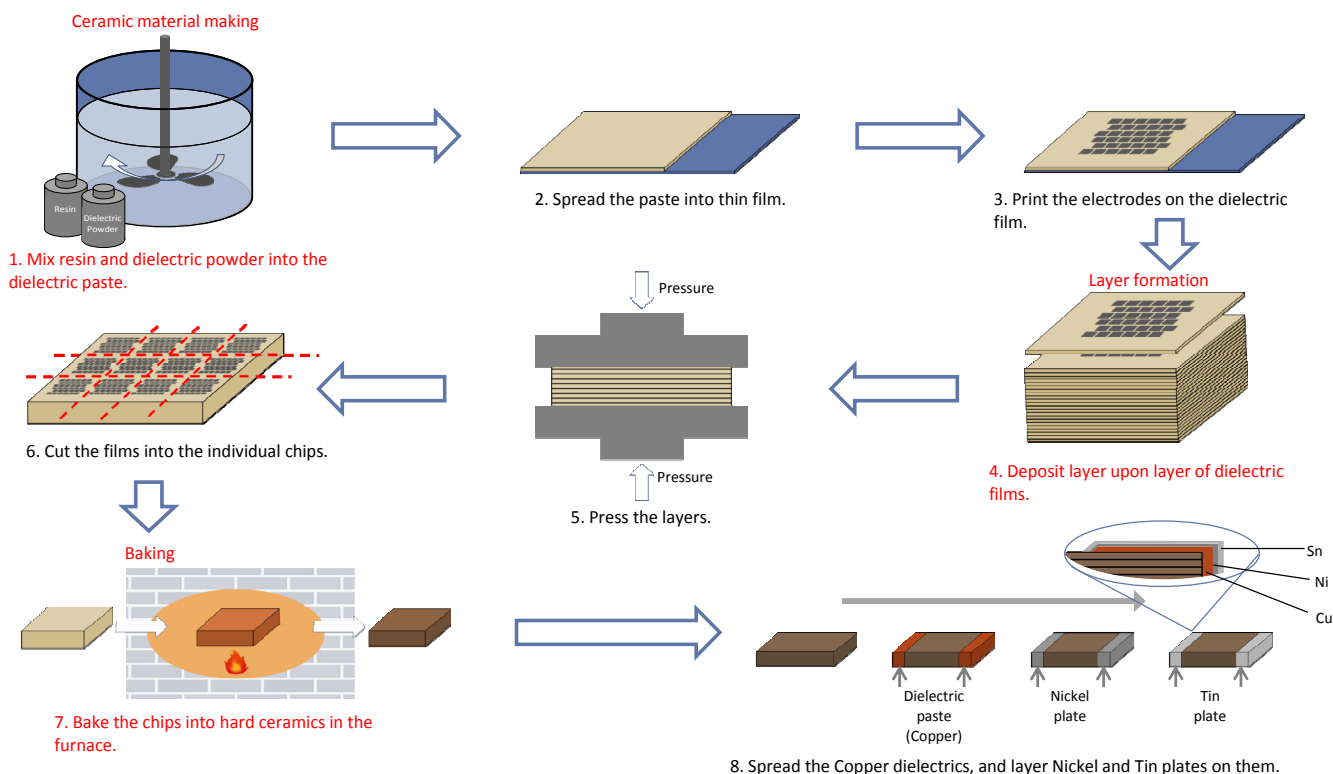 Ceramic material making
Resin
Dielectric
Powder
1. Mix resin and dielectric powder into the
dielectric paste.
2. Spread the paste into thin film.
3. Print the electrodes on the dielectric
film.
Layer formation
4. Deposit layer upon layer of dielectric
films.
Pressure
Pressure
5. Press the layers.
6. Cut the films into the individual chips.
Baking
7. Bake the chips into hard ceramics in the
furnace.
Sn
Ni
Cu
Dielectric
paste
(Copper)
Nickel
plate
Tin
plate
8. Spread the Copper dielectrics, and layer Nickel and Tin plates on them.